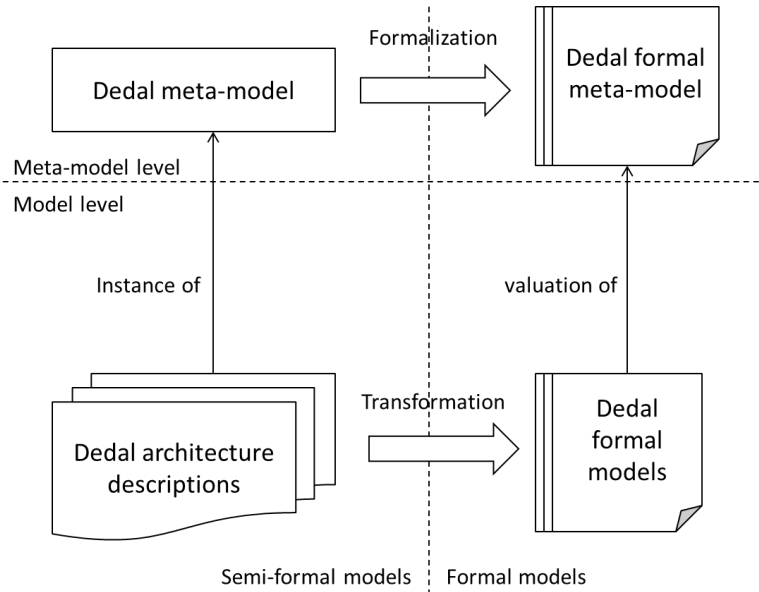 Formalization
Dedal meta-model
Dedal formal
meta-model
Meta-model level
Model level
Instance of
valuation of
Transformation
Dedal architecture
descriptions
Dedal
formal
models
Semi-formal models
Formal models